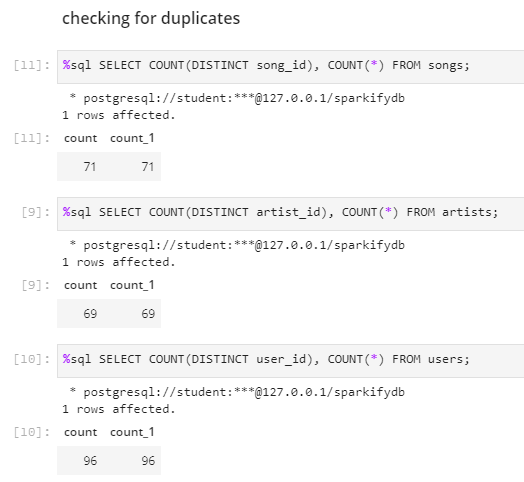 checking for duplicates
[11]: %sql SELECT COUNT(DISTINCT song_id), COUNT(*) FROM songs;
* postgresql://student:***@127.0.0.1/sparkifydb
1 rows affected.
[11]: count count_1
71 71
[9]: %sql SELECT COUNT(DISTINCT artist_id), COUNT(*) FROM artists;
* postgresql://student:***@127.0.0.1/sparkifydb
1 rows affected.
[9]: count count_1
69 69
[10]: %sql SELECT COUNT(DISTINCT user_id), COUNT(*) FROM users;
* postgresql://student:***@127.0.0.1/sparkifydb
1 rows affected.
[10]: count count_1
96 96